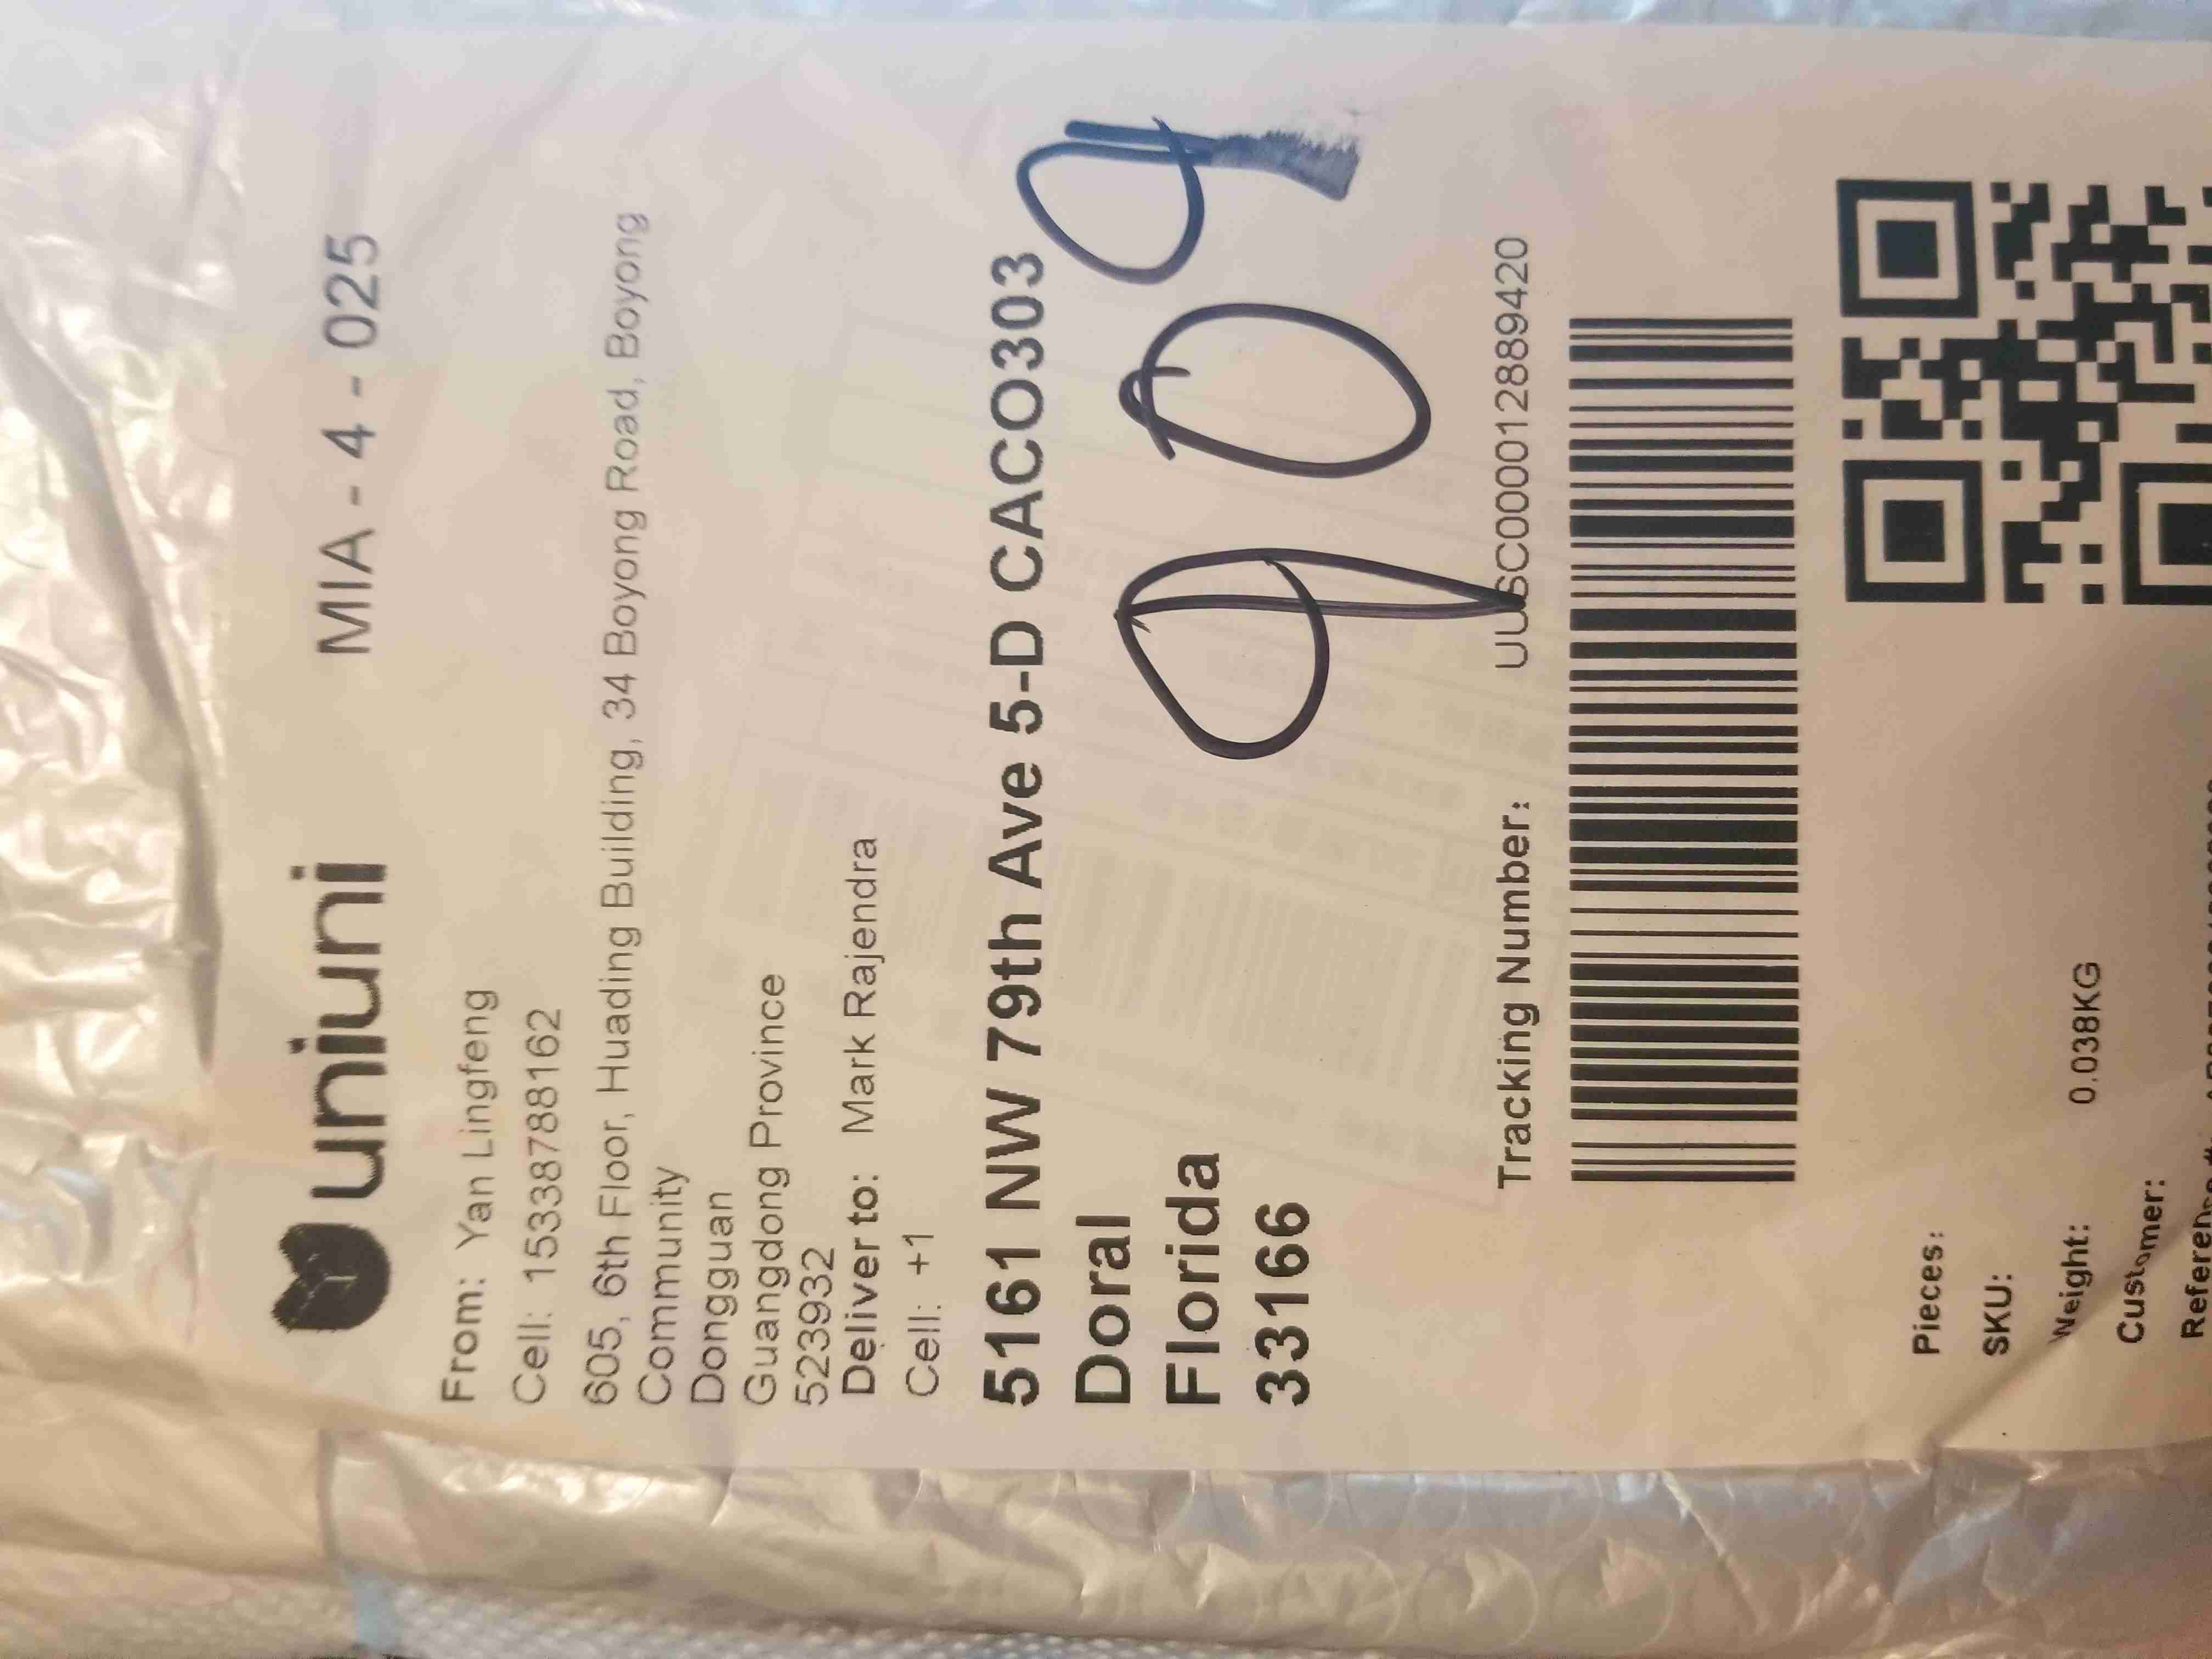 uniuni MIA - 4 - 025
From: Yan Lingfeng
Cell: 15338788162
605, 6th Floor, Huading Building, 34 Boyong Road, Boyong
Community
Dongguan
Guangdong Province
523932
Deliver to: Mark Rajendra
Cell: +1
5161 NW 79th Ave 5-D CACO303
Doral
Florida
33166
909
Tracking Number: UUSC000012889420
Pieces:
SKU:
Weight: 0.038KG
Customer: